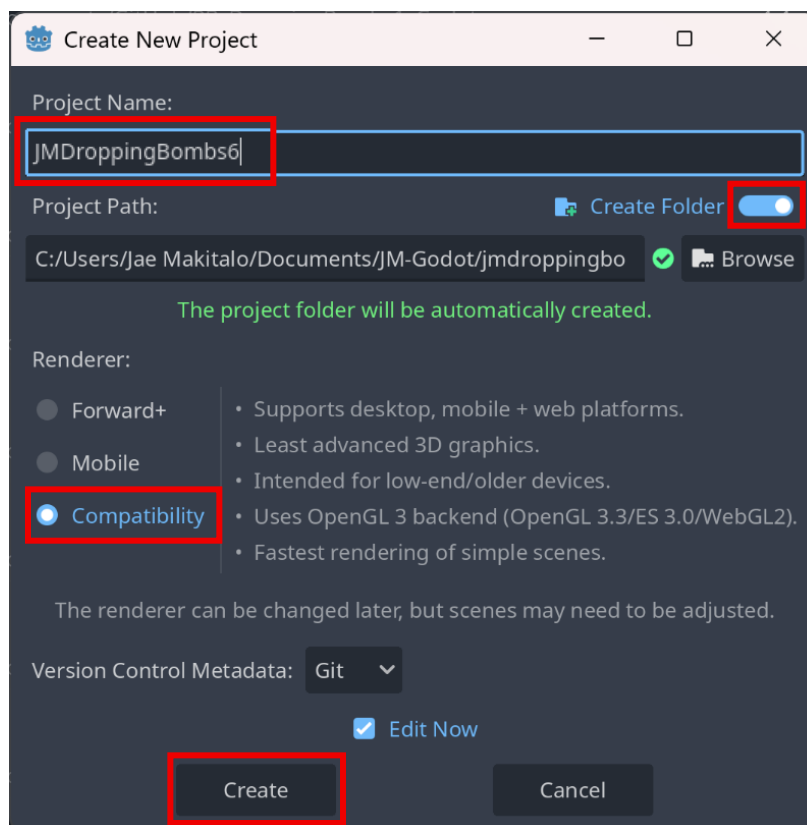 Create New Project
Project Name:
JMDroppingBombs6
Project Path:
Create Folder
C:/Users/Jae Makitalo/Documents/JM-Godot/jmdroppingbo
Browse
The project folder will be automatically created.
Renderer:
Forward+
Mobile
Compatibility
• Supports desktop, mobile + web platforms.
• Least advanced 3D graphics.
• Intended for low-end/older devices.
• Uses OpenGL 3 backend (OpenGL 3.3/ES 3.0/WebGL2).
• Fastest rendering of simple scenes.
The renderer can be changed later, but scenes may need to be adjusted.
Version Control Metadata: Git
Edit Now
Create
Cancel